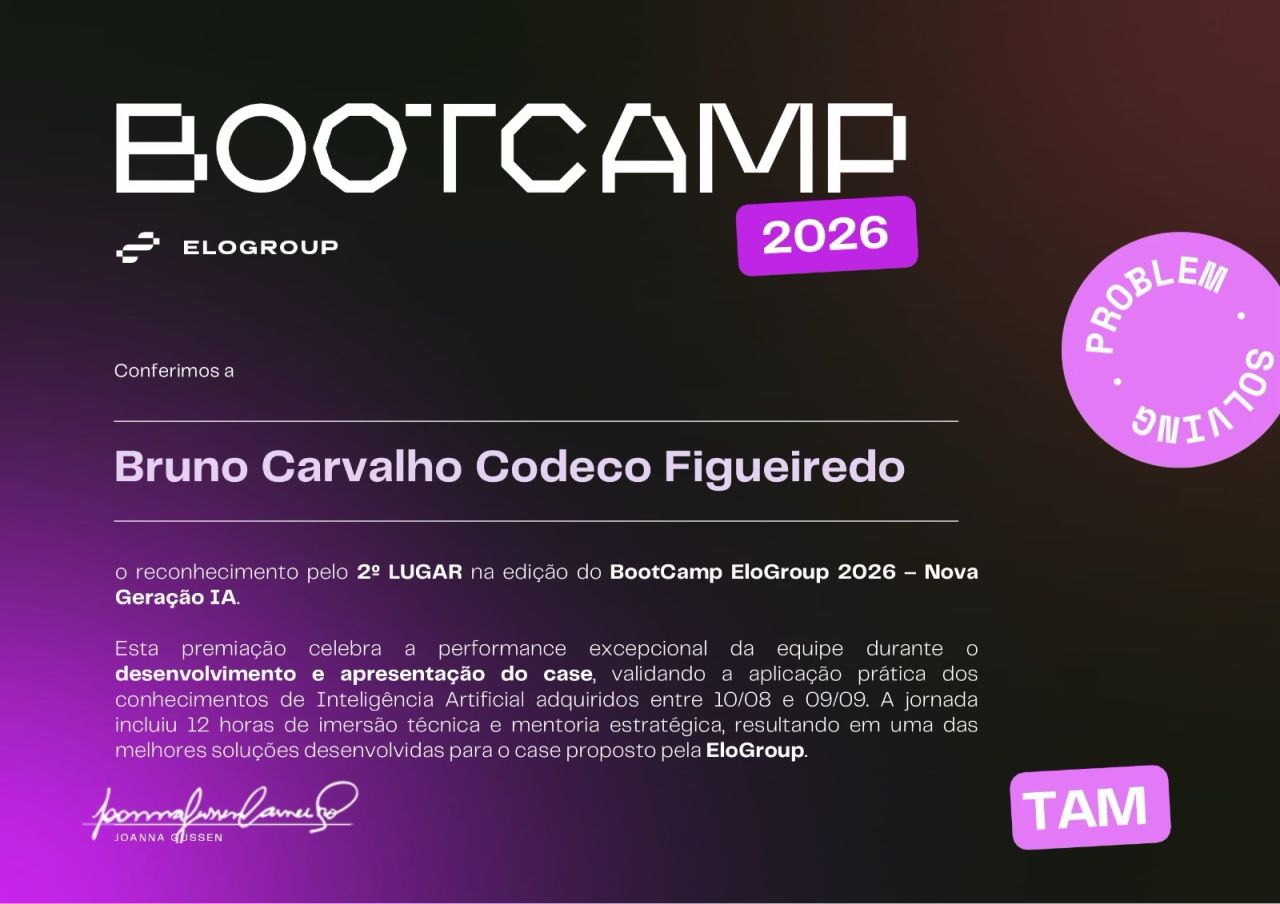 BOOTCAMP
2026
ELOGROUP
PROBLEM · SOLVING ·
Conferimos a
Bruno Carvalho Codeco Figueiredo
o reconhecimento pelo 2º LUGAR na edição do BootCamp EloGroup 2026 – Nova
Geração IA.
Esta premiação celebra a performance excepcional da equipe durante o
desenvolvimento e apresentação do case, validando a aplicação prática dos
conhecimentos de Inteligência Artificial adquiridos entre 10/08 e 09/09. A jornada
incluiu 12 horas de imersão técnica e mentoria estratégica, resultando em uma das
melhores soluções desenvolvidas para o case proposto pela EloGroup.
JOANNA GUSSEN
TAM